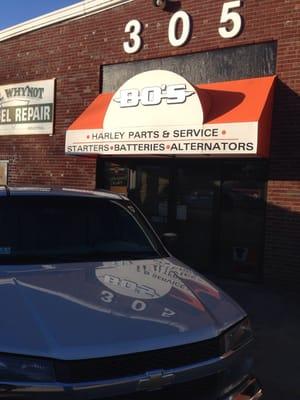 305
WHYNOT
EL REPAIR
BO'S
HARLEY PARTS & SERVICE
STARTERS•BATTERIES•ALTERNATORS